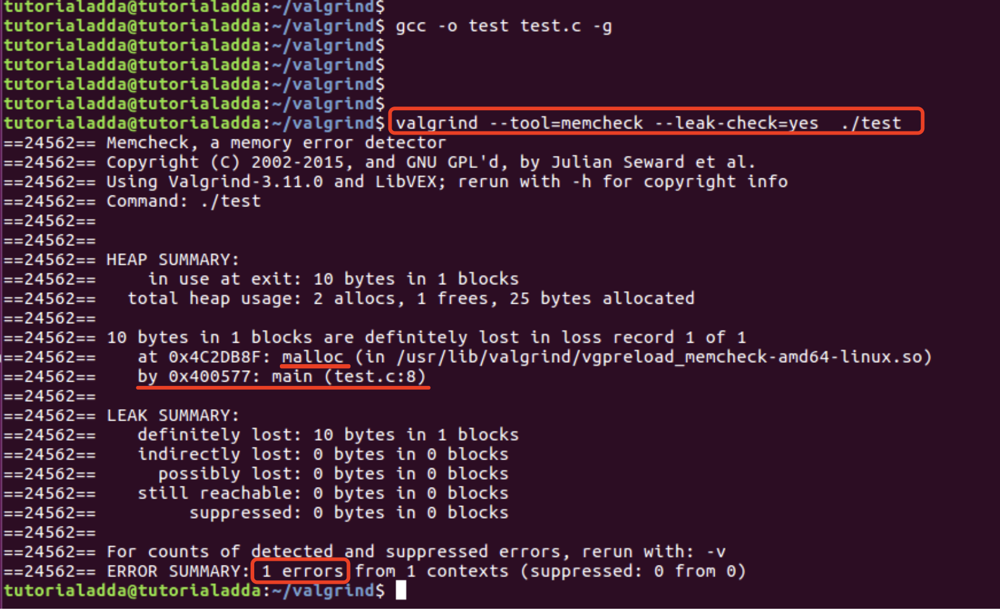 tutorialadda@tutorialadda:~/valgrind$
tutorialadda@tutorialadda:~/valgrind$ gcc -o test test.c -g
tutorialadda@tutorialadda:~/valgrind$
tutorialadda@tutorialadda:~/valgrind$
tutorialadda@tutorialadda:~/valgrind$
tutorialadda@tutorialadda:~/valgrind$
tutorialadda@tutorialadda:~/valgrind$ valgrind --tool=memcheck --leak-check=yes  ./test
==24562== Memcheck, a memory error detector
==24562== Copyright (C) 2002-2015, and GNU GPL'd, by Julian Seward et al.
==24562== Using Valgrind-3.11.0 and LibVEX; rerun with -h for copyright info
==24562== Command: ./test
==24562==
==24562==
==24562== HEAP SUMMARY:
==24562==     in use at exit: 10 bytes in 1 blocks
==24562==   total heap usage: 2 allocs, 1 frees, 25 bytes allocated
==24562==
==24562== 10 bytes in 1 blocks are definitely lost in loss record 1 of 1
==24562==    at 0x4C2DB8F: malloc (in /usr/lib/valgrind/vgpreload_memcheck-amd64-linux.so)
==24562==    by 0x400577: main (test.c:8)
==24562==
==24562== LEAK SUMMARY:
==24562==    definitely lost: 10 bytes in 1 blocks
==24562==    indirectly lost: 0 bytes in 0 blocks
==24562==      possibly lost: 0 bytes in 0 blocks
==24562==    still reachable: 0 bytes in 0 blocks
==24562==         suppressed: 0 bytes in 0 blocks
==24562==
==24562== For counts of detected and suppressed errors, rerun with: -v
==24562== ERROR SUMMARY: 1 errors from 1 contexts (suppressed: 0 from 0)
tutorialadda@tutorialadda:~/valgrind$